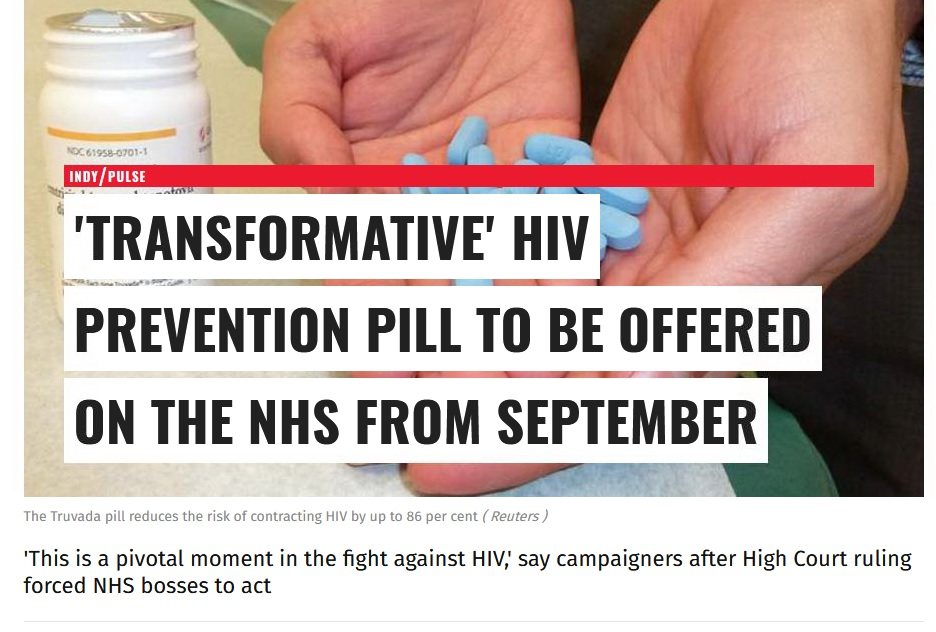 NDC 61958-0701-1
INDY/PULSE
'TRANSFORMATIVE' HIV
PREVENTION PILL TO BE OFFERED
ON THE NHS FROM SEPTEMBER
The Truvada pill reduces the risk of contracting HIV by up to 86 per cent ( Reuters )
'This is a pivotal moment in the fight against HIV,' say campaigners after High Court ruling
forced NHS bosses to act